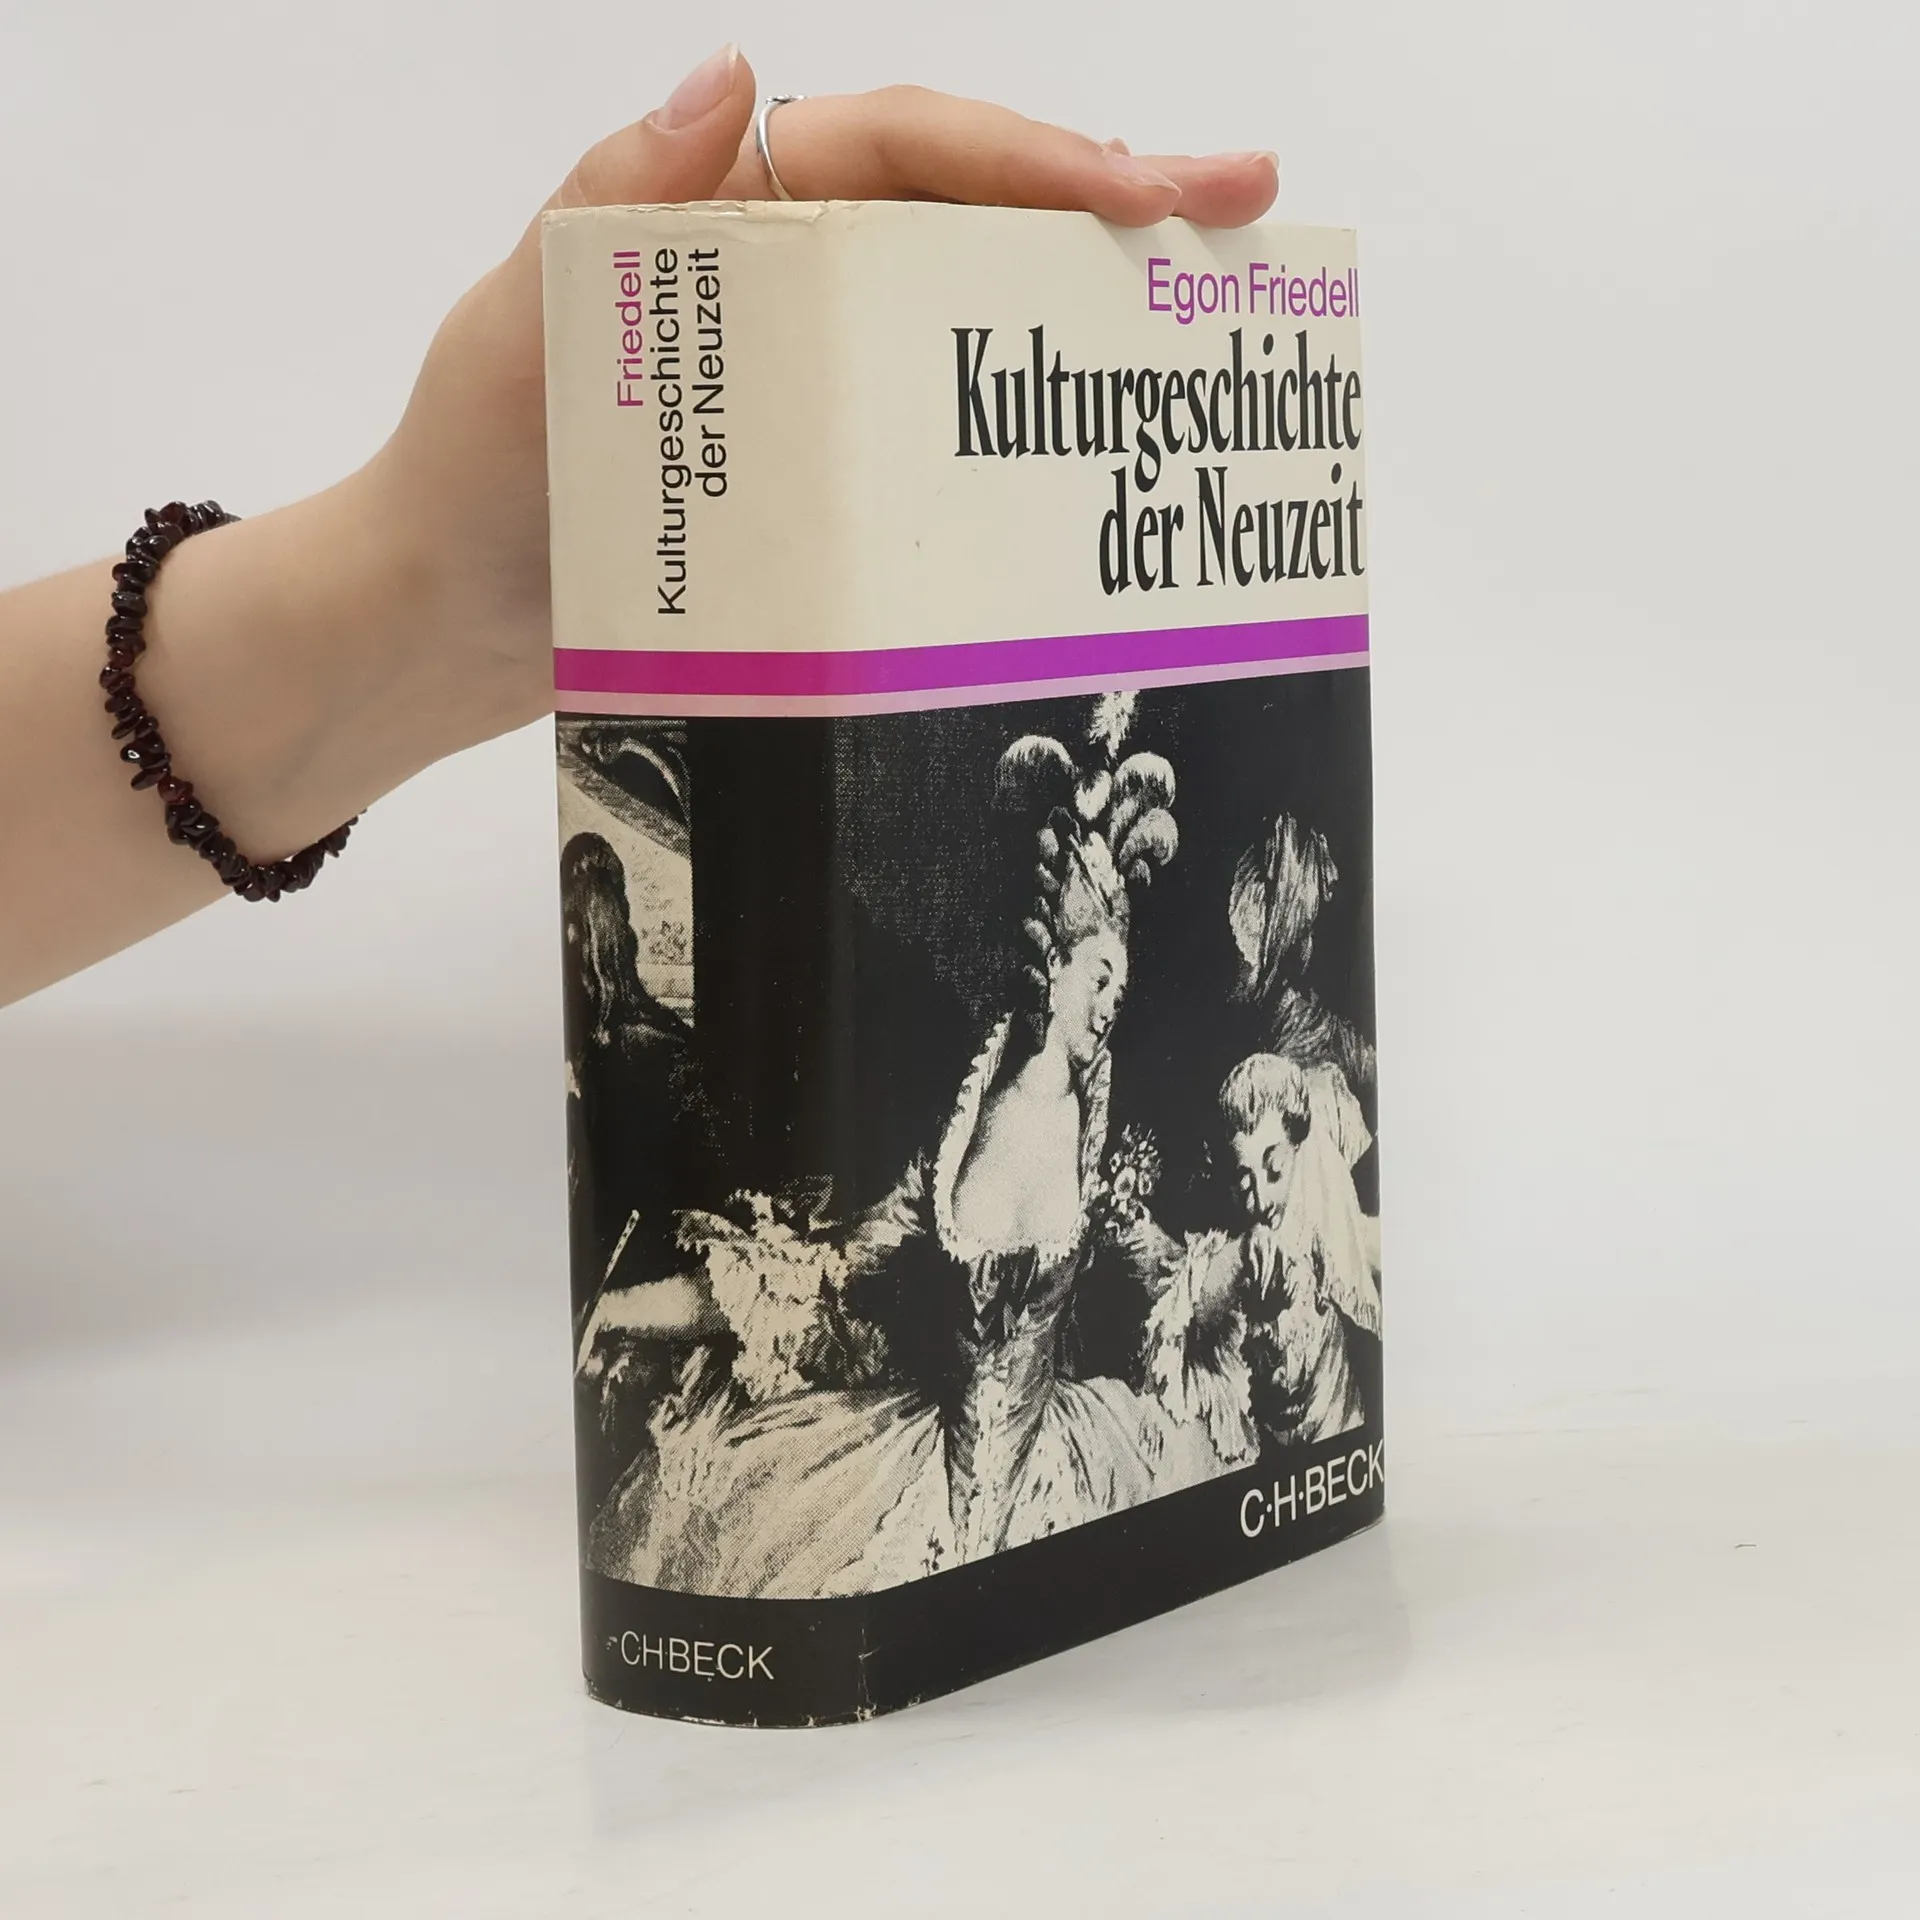 Friedell
Kulturgeschichte
der Neuzeit
Egon Friedell
Kulturgeschichte
der Neuzeit
C·H·BECK
C·H·BECK